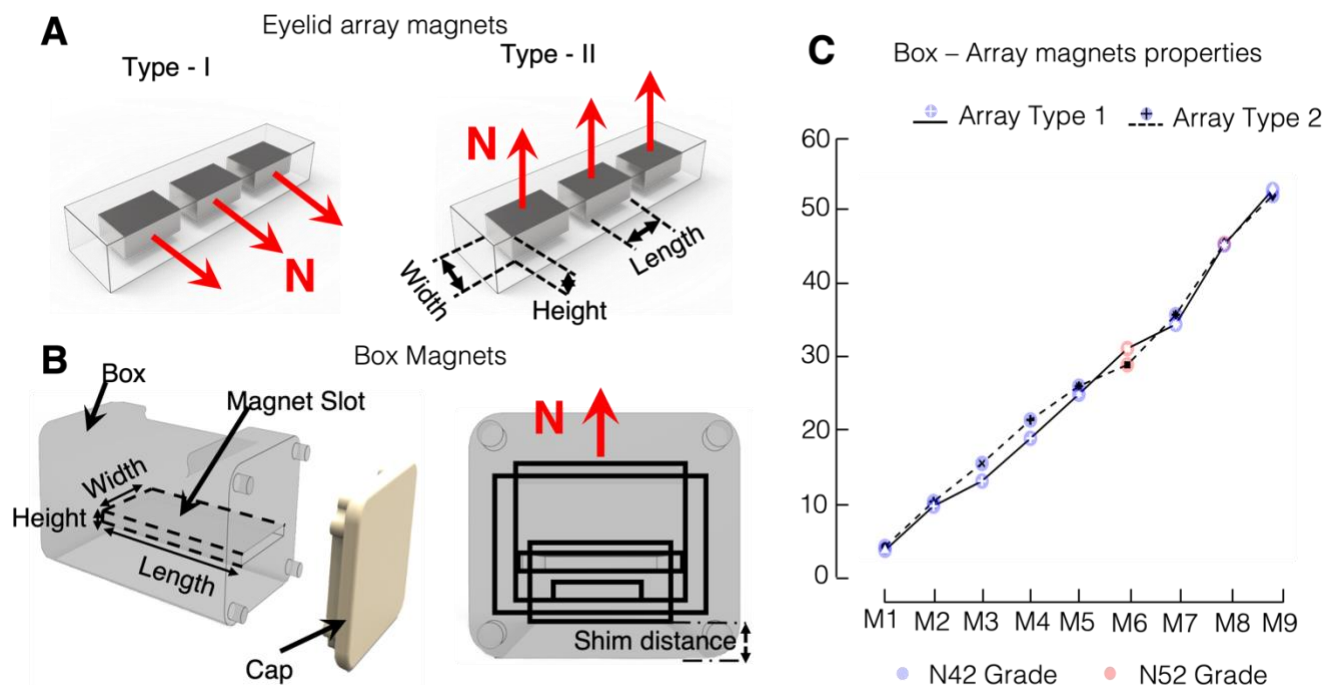 A
Eyelid array magnets
Type - I
Type - II
N
N
Width
Height
Length
B
Box Magnets
Box
Magnet Slot
Width
Height
Length
Cap
N
Shim distance
C
Box – Array magnets properties
Array Type 1
Array Type 2
60
50
40
30
20
10
0
M1 M2 M3 M4 M5 M6 M7 M8 M9
N42 Grade
N52 Grade